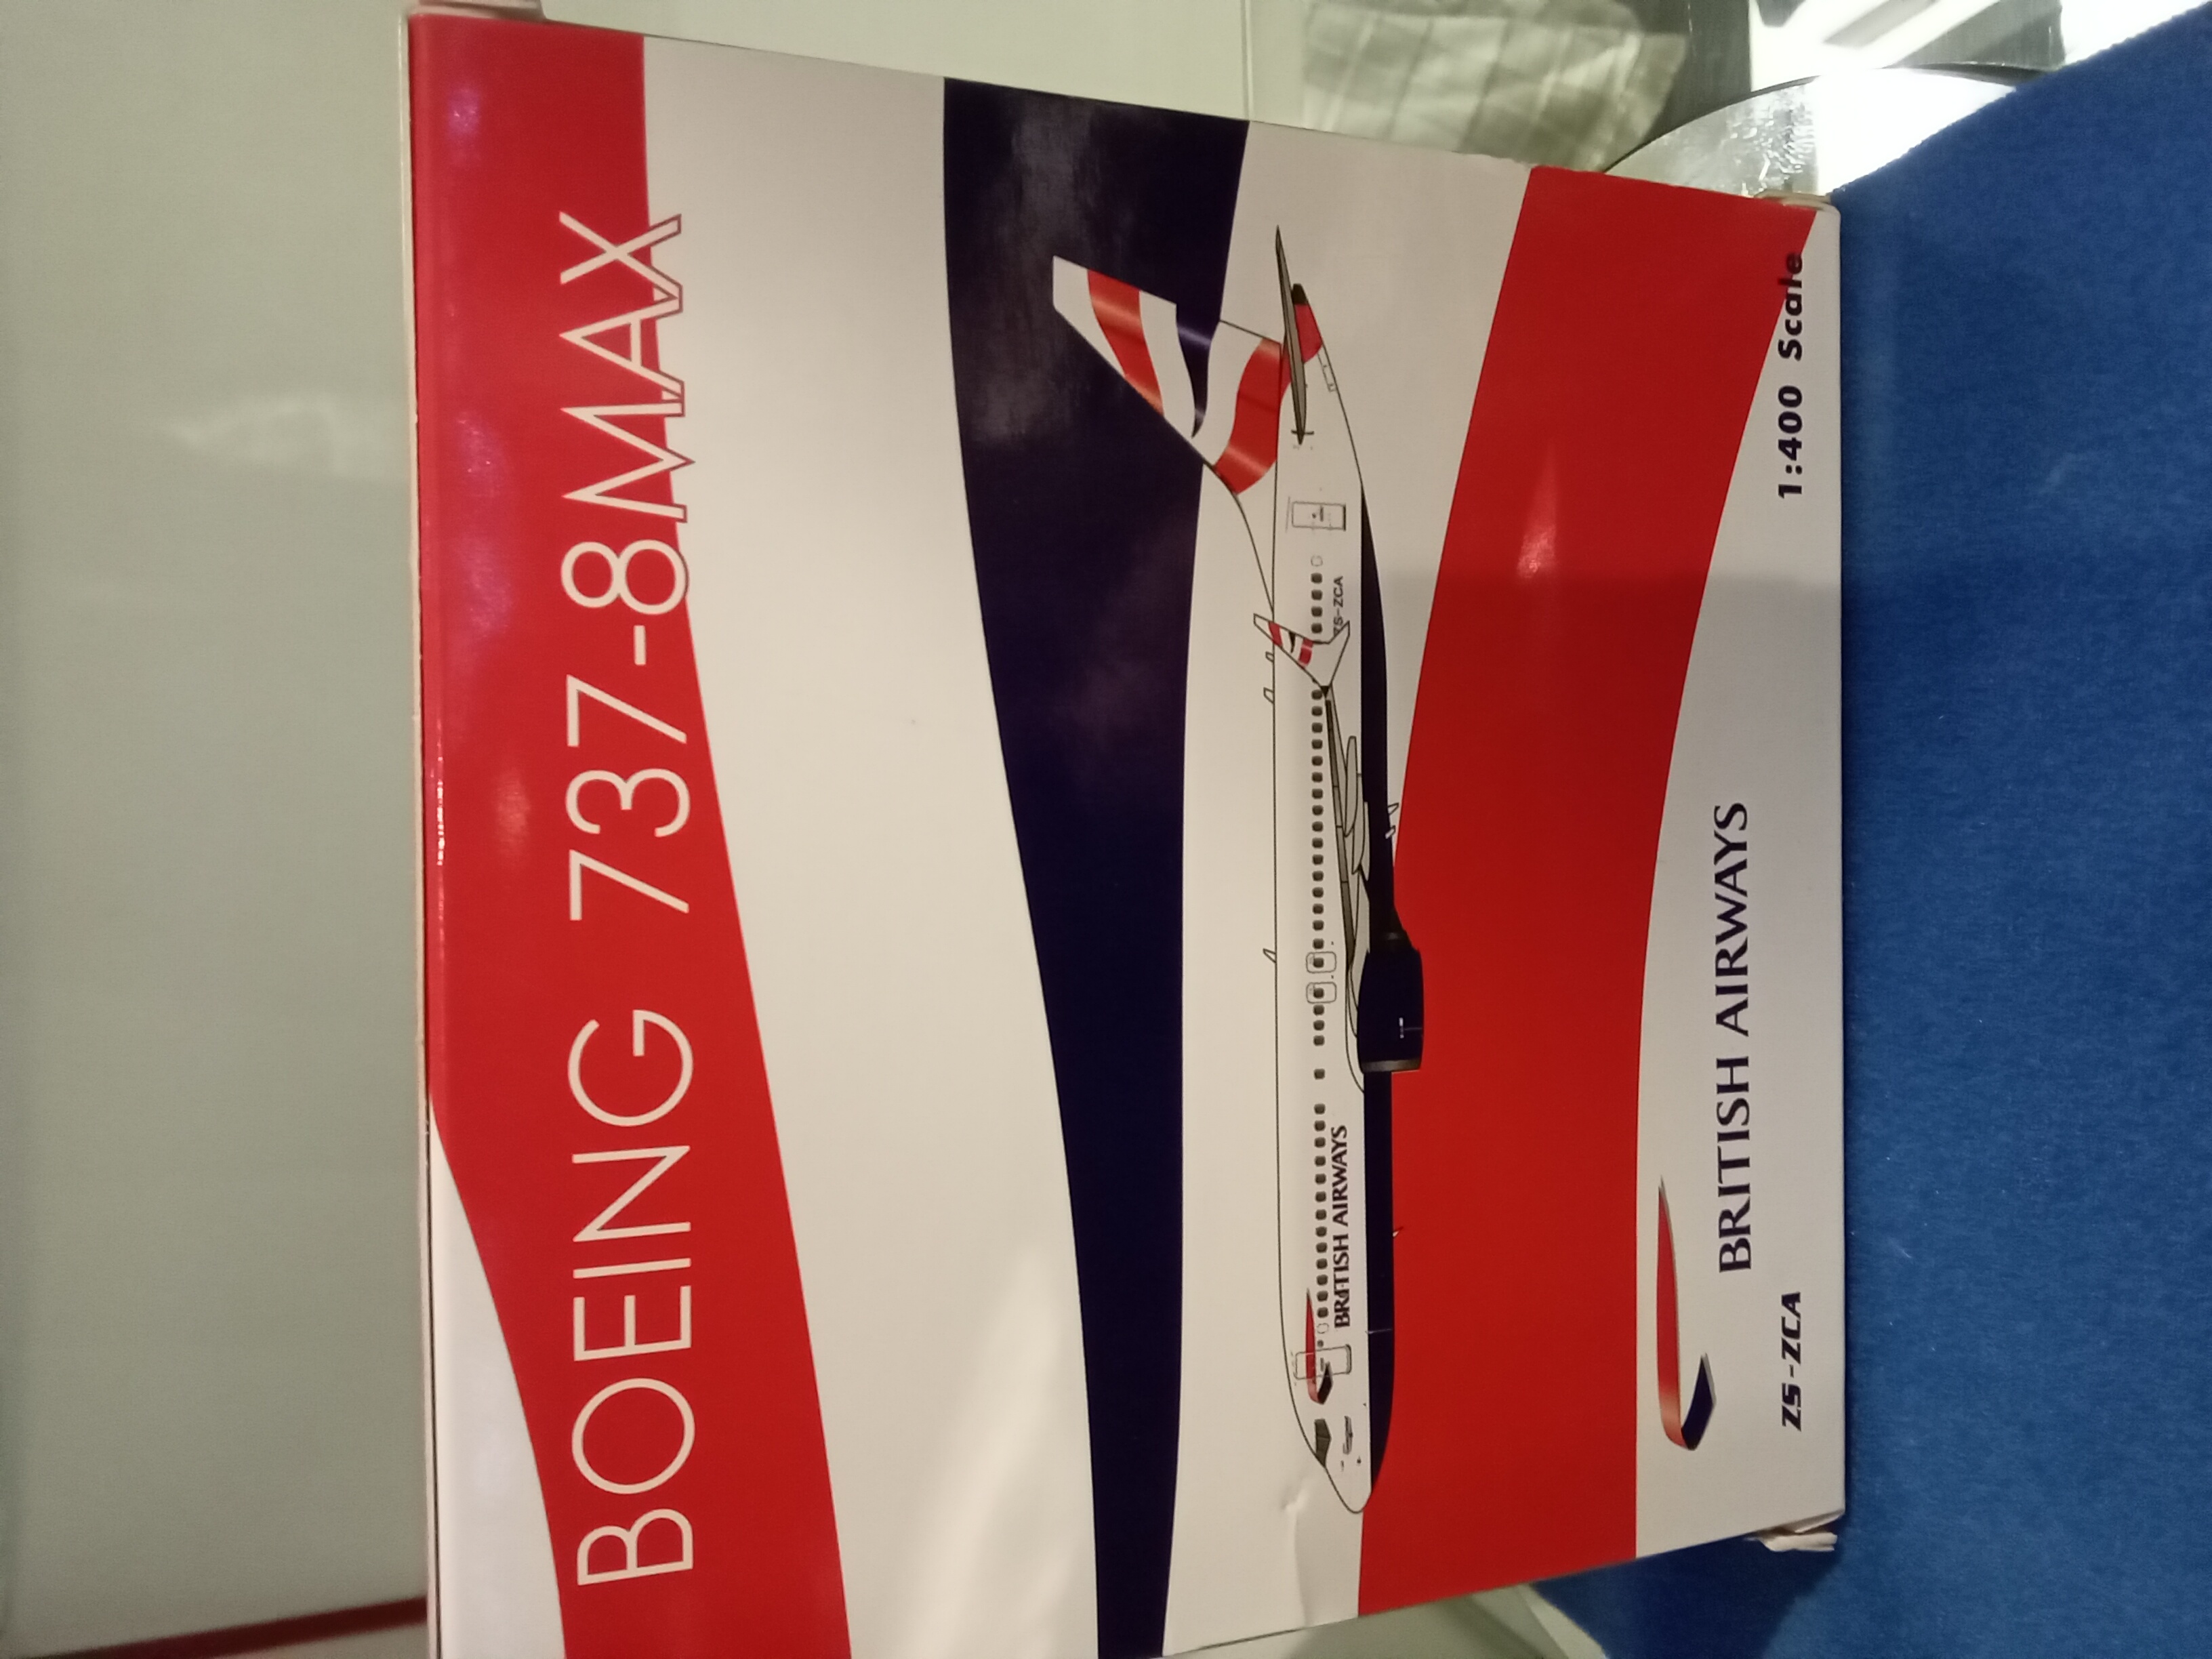 BOEING 737-8MAX
ZS-ZCA
BRITISH AIRWAYS
BRITISH AIRWAYS
ZS-ZCA
1:400 Scale